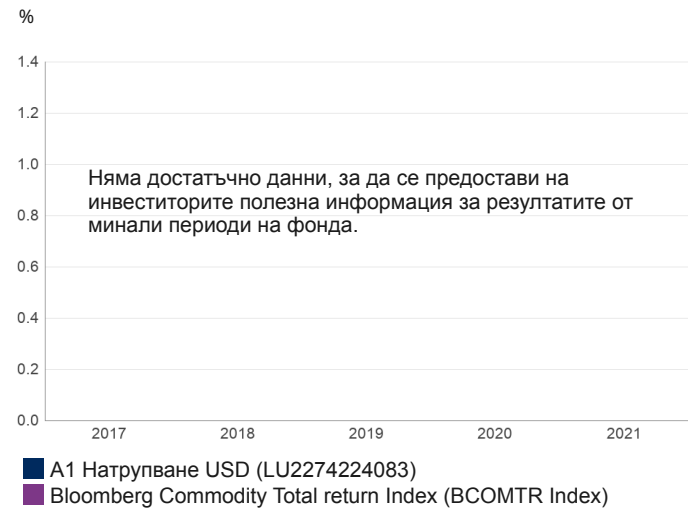 %
1.4
1.2
1.0
Няма достатъчно данни, за да се предостави на
инвеститорите полезна информация за резултатите от
0.8
минали периоди на фонда.
0.6
0.4
0.2
0.0
2017 2018 2019 2020 2021
A1 Натрупване USD (LU2274224083)
Bloomberg Commodity Total return Index (BCOMTR Index)